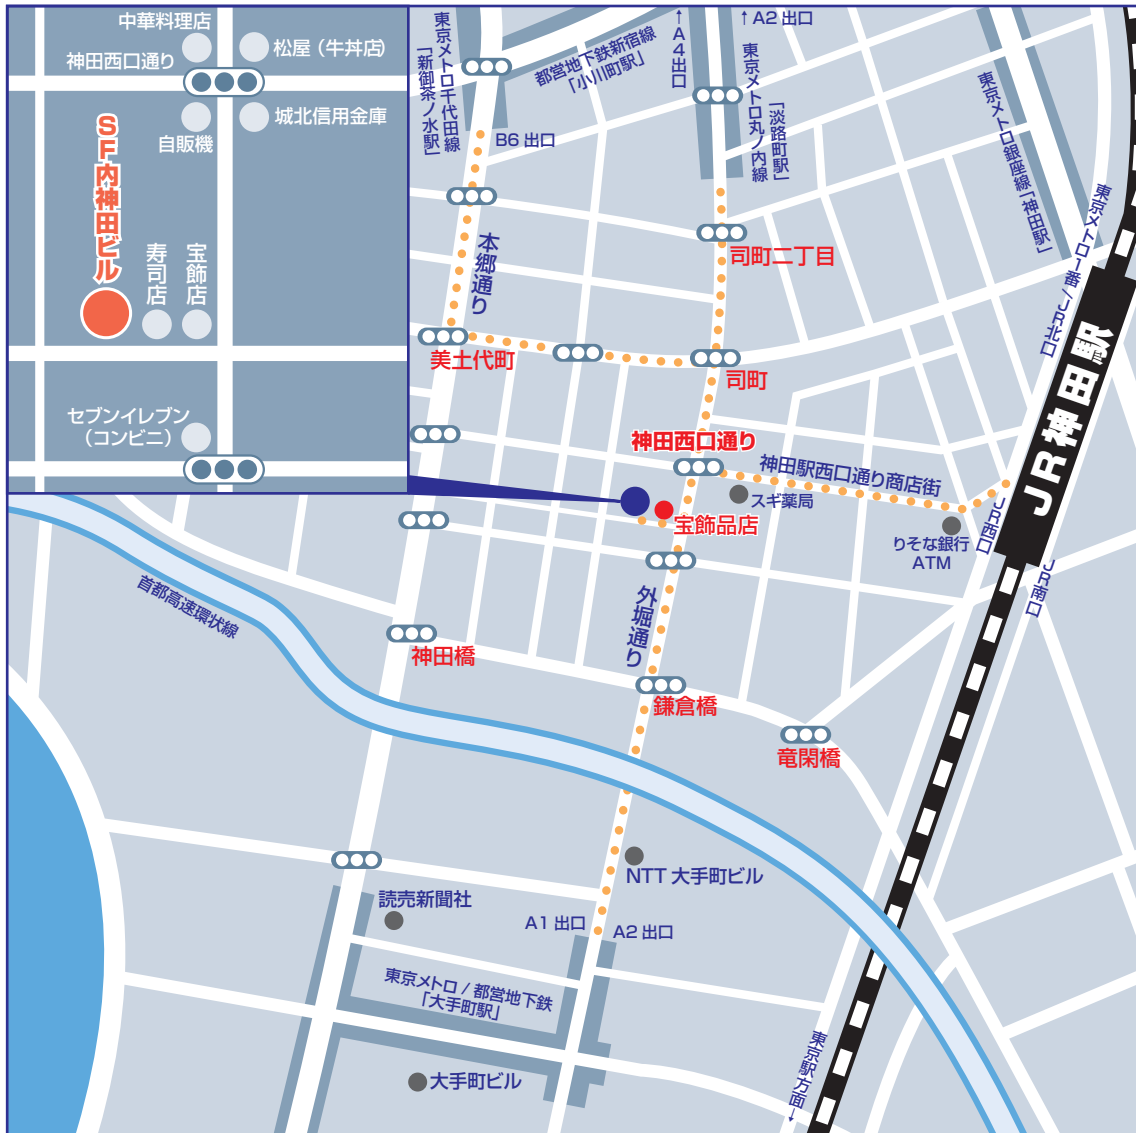 中華料理店
松屋（牛丼店）
神田西口通り
城北信用金庫
自販機
SF内神田ビル
寿司店
宝飾店
セブンイレブン
（コンビニ）
東京メトロ千代田線
「新御茶ノ水駅」
都営地下鉄新宿線
「小川町駅」
↑A4出口
↑A2出口
東京メトロ丸ノ内線
「淡路町駅」
東京メトロ銀座線「神田駅」
東京メトロ1番/JR北口
B6出口
本郷通り
司町二丁目
美土代町
司町
JR神田駅
神田西口通り
神田駅西口通り商店街
スギ薬局
宝飾品店
りそな銀行
ATM
JR西口
JR南口
首都高速環状線
外堀通り
神田橋
鎌倉橋
竜閑橋
NTT大手町ビル
読売新聞社
A1出口
A2出口
東京メトロ/都営地下鉄
「大手町駅」
大手町ビル
東京駅方面→